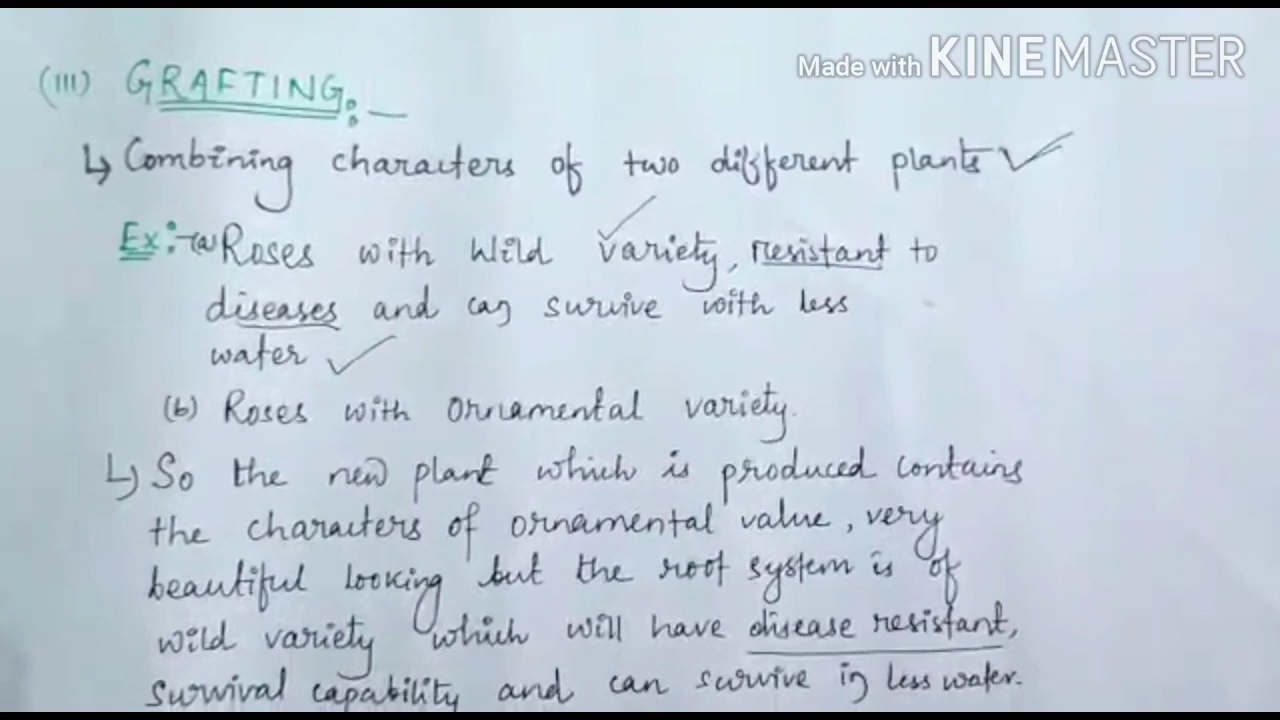 Made with KINEMASTER
(III) GRAFTING:-
↳ Combining characters of two different plants ✓
Ex:-(a) Roses with Wild variety, resistant to
diseases and can survive with less
water ✓
(b) Roses with Ornamental variety.
↳ So the new plant which is produced contains
the characters of ornamental value, very
beautiful looking but the root system is of
wild variety which will have disease resistant,
survival capability and can survive in less water.